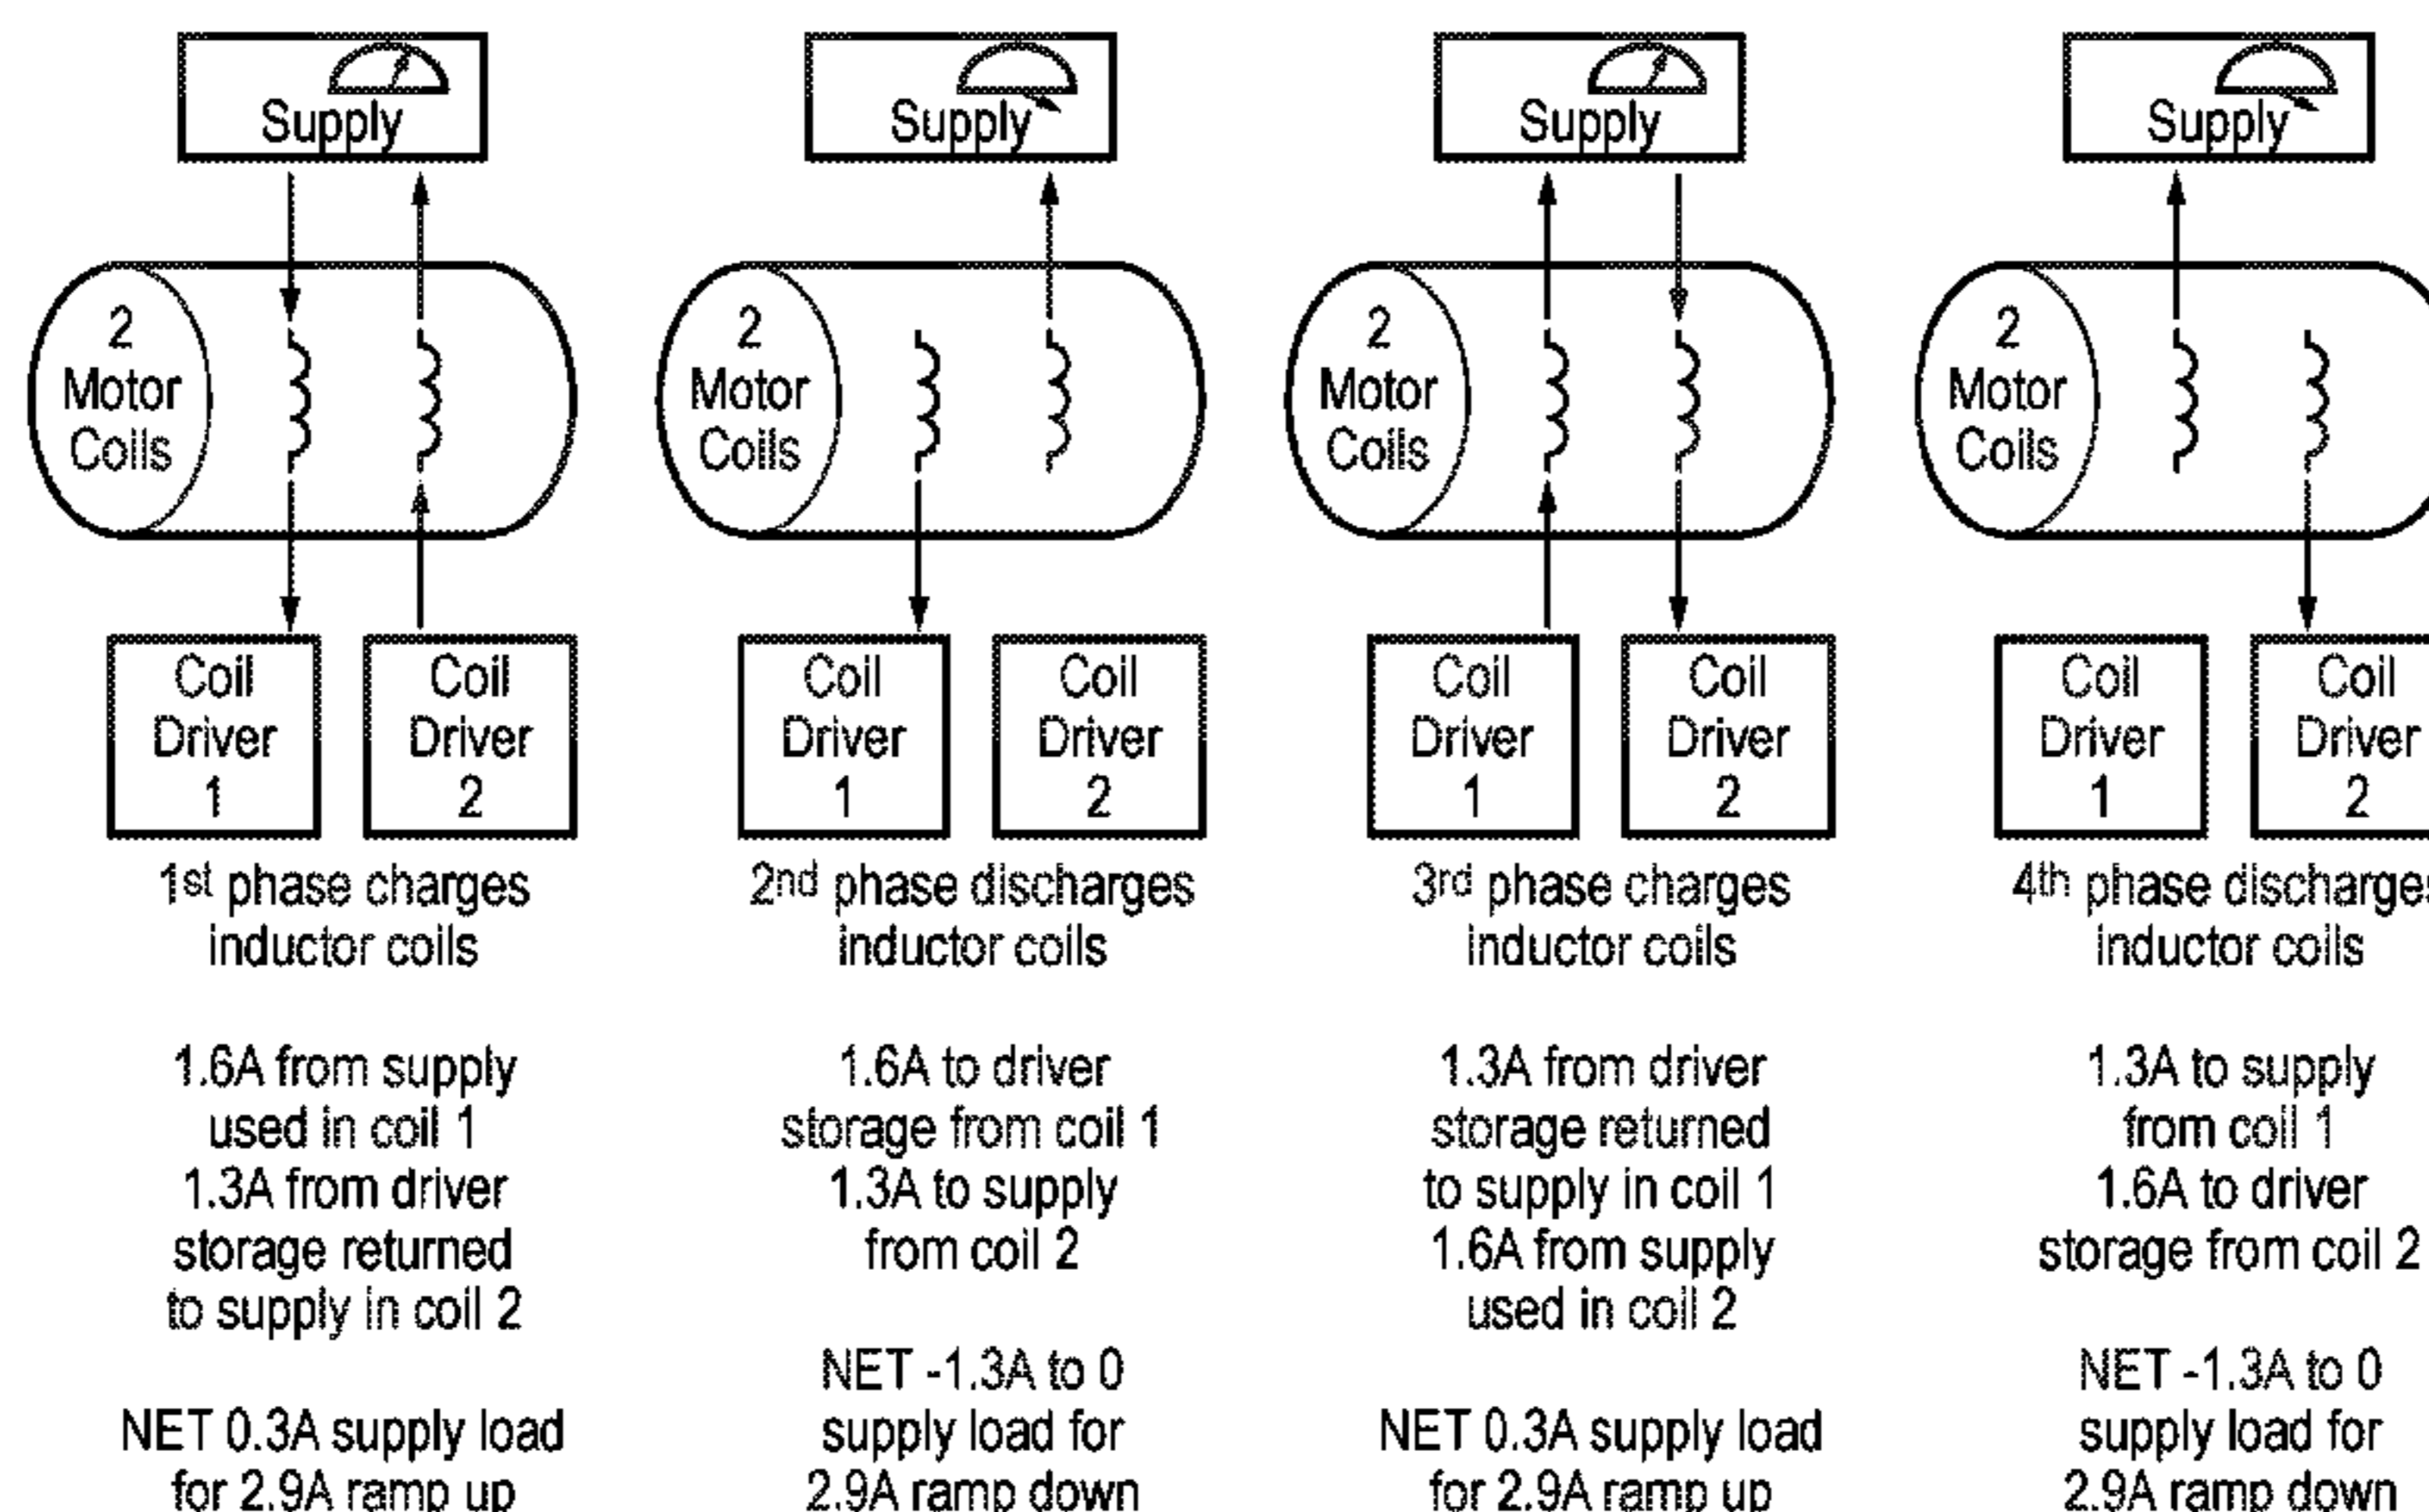 Supply
2
Motor
Coils
Coil
Driver
1
Coil
Driver
2
1st phase charges
inductor coils
1.6A from supply
used in coil 1
1.3A from driver
storage returned
to supply in coil 2
NET 0.3A supply load
for 2.9A ramp up
Supply
2
Motor
Coils
Coil
Driver
1
Coil
Driver
2
2nd phase discharges
inductor coils
1.6A to driver
storage from coil 1
1.3A to supply
from coil 2
NET -1.3A to 0
supply load for
2.9A ramp down
Supply
2
Motor
Coils
Coil
Driver
1
Coil
Driver
2
3rd phase charges
inductor coils
1.3A from driver
storage returned
to supply in coil 1
1.6A from supply
used in coil 2
NET 0.3A supply load
for 2.9A ramp up
Supply
2
Motor
Coils
Coil
Driver
1
Coil
Driver
2
4th phase discharges
inductor coils
1.3A to supply
from coil 1
1.6A to driver
storage from coil 2
NET -1.3A to 0
supply load for
2.9A ramp down